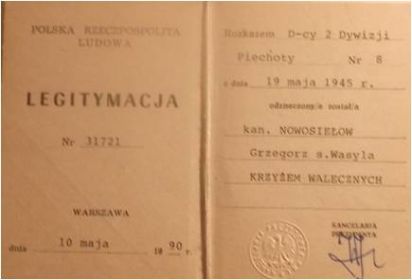 POLSKA RZECZPOSPOLITA
LUDOWA
LEGITYMACJA
Nr 31721
WARSZAWA
dnia 10 maja 1990 r.
Rozkazem D-cy 2 Dywizji
Piechoty Nr 8
z dnia 19 maja 1945 r.
odznaczony/a został/a
kan. NOWOSIEŁOW
Grzegorz s.Wasyla
KRZYŻEM WALECZNYCH
KANCELARIA
PREZYDENTA